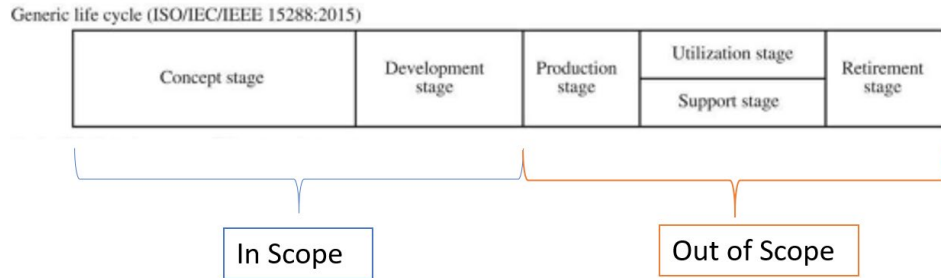 Generic life cycle (ISO/IEC/IEEE 15288:2015)
Concept stage
Development
stage
Production
stage
Utilization stage
Support stage
Retirement
stage
In Scope
Out of Scope